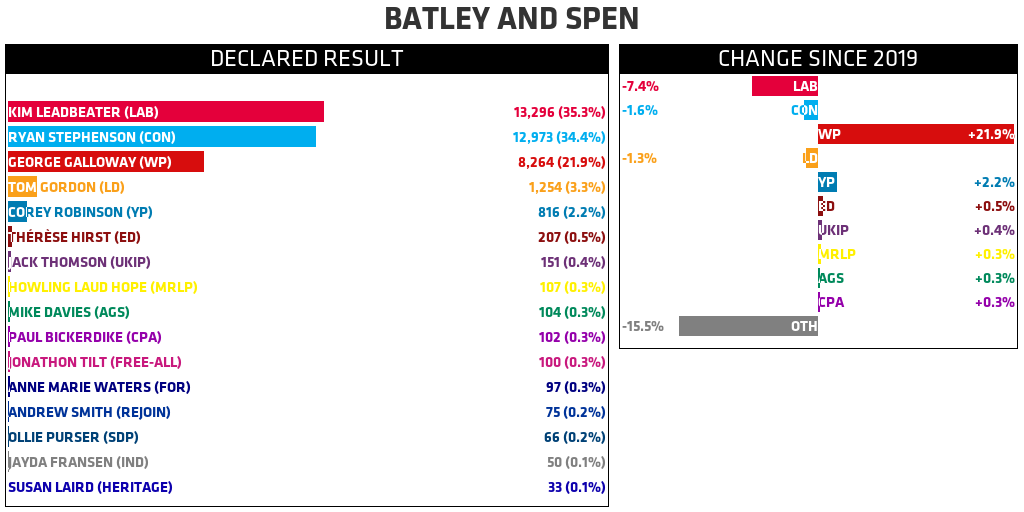 BATLEY AND SPEN
DECLARED RESULT
KIM LEADBEATER (LAB) 13,296 (35.3%)
RYAN STEPHENSON (CON) 12,973 (34.4%)
GEORGE GALLOWAY (WP) 8,264 (21.9%)
TOM GORDON (LD) 1,254 (3.3%)
COREY ROBINSON (YP) 816 (2.2%)
THÉRÈSE HIRST (ED) 207 (0.5%)
JACK THOMSON (UKIP) 151 (0.4%)
HOWLING LAUD HOPE (MRLP) 107 (0.3%)
MIKE DAVIES (AGS) 104 (0.3%)
PAUL BICKERDIKE (CPA) 102 (0.3%)
JONATHON TILT (FREE-ALL) 100 (0.3%)
ANNE MARIE WATERS (FOR) 97 (0.3%)
ANDREW SMITH (REJOIN) 75 (0.2%)
OLLIE PURSER (SDP) 66 (0.2%)
JAYDA FRANSEN (IND) 50 (0.1%)
SUSAN LAIRD (HERITAGE) 33 (0.1%)
CHANGE SINCE 2019
-7.4% LAB
-1.6% CON
WP +21.9%
-1.3% LD
YP +2.2%
ED +0.5%
UKIP +0.4%
MRLP +0.3%
AGS +0.3%
CPA +0.3%
-15.5% OTH